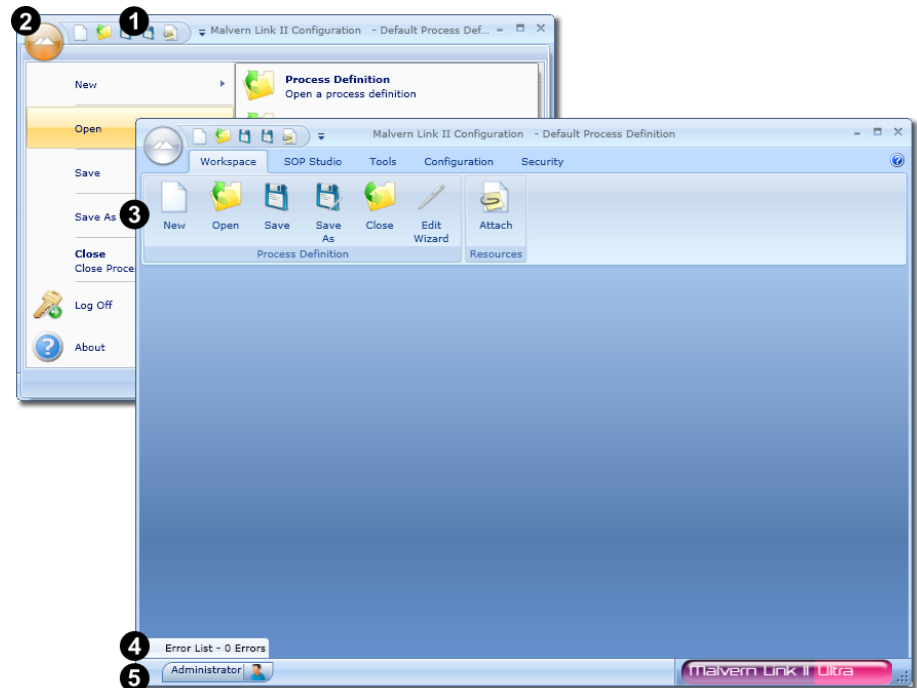 2
1
Malvern Link II Configuration - Default Process Def...
New
Process Definition
Open a process definition
Open
Malvern Link II Configuration - Default Process Definition
Save
Workspace SOP Studio Tools Configuration Security
Save As
3
New Open Save Save As Close Edit Wizard Attach
Process Definition Resources
Close
Close Proce
Log Off
About
4
Error List - 0 Errors
5
Administrator
Malvern Link II Ultra